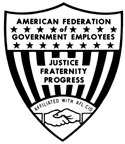 AMERICAN FEDERATION
of
GOVERNMENT EMPLOYEES
JUSTICE
FRATERNITY
PROGRESS
AFFILIATED WITH AFL CIO